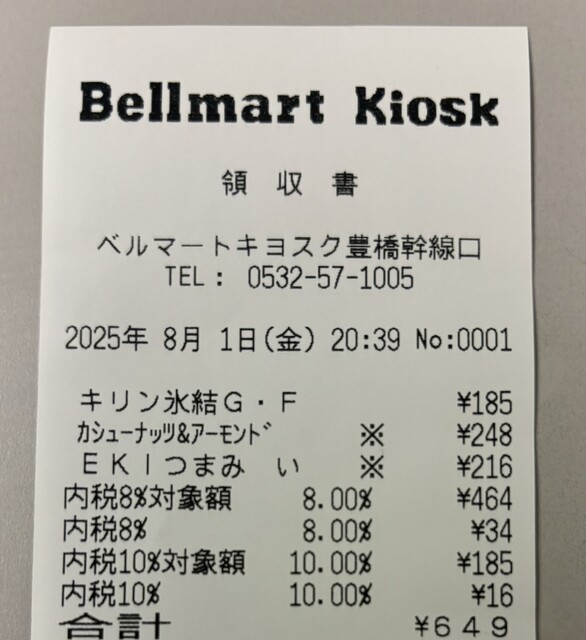 Bellmart Kiosk
領 収 書
ベルマートキヨスク豊橋幹線口
TEL: 0532-57-1005
2025年 8月 1日(金) 20:39 No:0001
キリン氷結G・F ¥185
カシューナッツ&アーモンド ※ ¥248
EKIつまみ い ※ ¥216
内税8%対象額 8.00% ¥464
内税8% 8.00% ¥34
内税10%対象額 10.00% ¥185
内税10% 10.00% ¥16
合計 ¥649